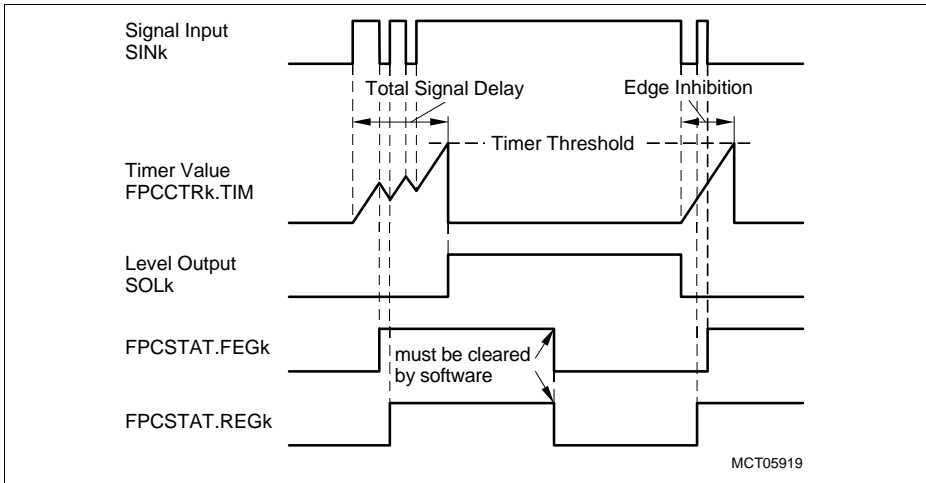 Signal Input
SINk
Total Signal Delay
Edge Inhibition
Timer Threshold
Timer Value
FPCCTRk.TIM
Level Output
SOLk
FPCSTAT.FEGk
must be cleared
by software
FPCSTAT.REGk
MCT05919